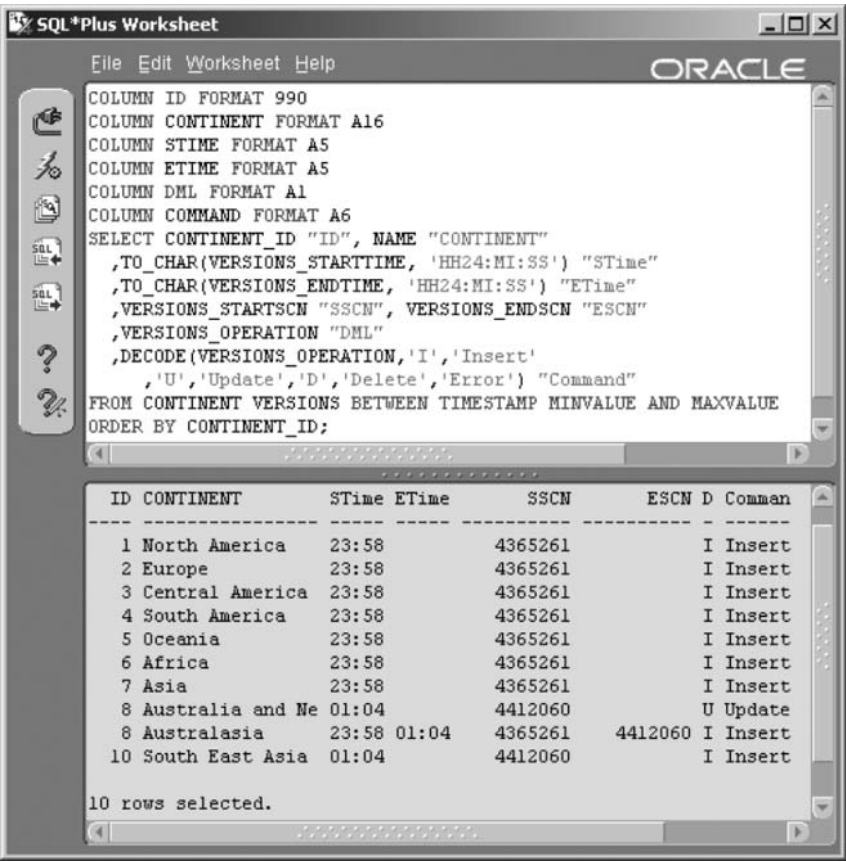 SQL*Plus Worksheet
File Edit Worksheet Help
ORACLE
COLUMN ID FORMAT 990
COLUMN CONTINENT FORMAT A16
COLUMN STIME FORMAT A5
COLUMN ETIME FORMAT A5
COLUMN DML FORMAT A1
COLUMN COMMAND FORMAT A6
SELECT CONTINENT_ID "ID", NAME "CONTINENT"
,TO_CHAR(VERSIONS_STARTTIME, 'HH24:MI:SS') "STime"
,TO_CHAR(VERSIONS_ENDTIME, 'HH24:MI:SS') "ETime"
,VERSIONS_STARTSCN "SSCN", VERSIONS_ENDSCN "ESCN"
,VERSIONS_OPERATION "DML"
,DECODE(VERSIONS_OPERATION,'I','Insert'
,'U','Update','D','Delete','Error') "Command"
FROM CONTINENT VERSIONS BETWEEN TIMESTAMP MINVALUE AND MAXVALUE
ORDER BY CONTINENT_ID;
SQL
SQL
ID CONTINENT STime ETime SSCN ESCN D Comman
---- ---------------- ----- ----- ---------- ---------- - ------
1 North America 23:58 4365261 I Insert
2 Europe 23:58 4365261 I Insert
3 Central America 23:58 4365261 I Insert
4 South America 23:58 4365261 I Insert
5 Oceania 23:58 4365261 I Insert
6 Africa 23:58 4365261 I Insert
7 Asia 23:58 4365261 I Insert
8 Australia and Ne 01:04 4412060 U Update
8 Australasia 23:58 01:04 4365261 4412060 I Insert
10 South East Asia 01:04 4412060 I Insert
10 rows selected.